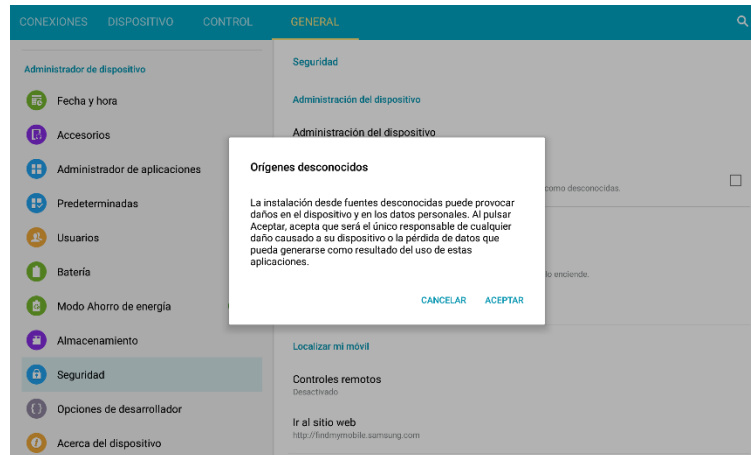 CONEXIONES DISPOSITIVO CONTROL GENERAL
Administrador de dispositivo
Fecha y hora
Accesorios
Administrador de aplicaciones
Predeterminadas
Usuarios
Batería
Modo Ahorro de energía
Almacenamiento
Seguridad
Opciones de desarrollador
Acerca del dispositivo
Seguridad
Administración del dispositivo
Administración del dispositivo
como desconocidas.
lo enciende.
Orígenes desconocidos
La instalación desde fuentes desconocidas puede provocar
daños en el dispositivo y en los datos personales. Al pulsar
Aceptar, acepta que será el único responsable de cualquier
daño causado a su dispositivo o la pérdida de datos que
pueda generarse como resultado del uso de estas
aplicaciones.
CANCELAR ACEPTAR
Localizar mi móvil
Controles remotos
Desactivado
Ir al sitio web
http://findmymobile.samsung.com